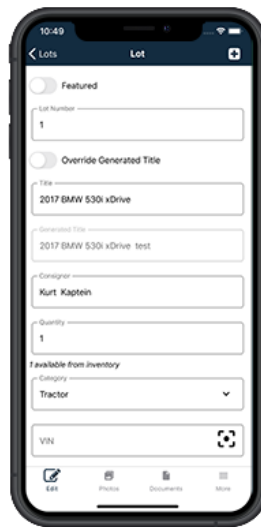 10:49
Lots
Lot
Featured
Lot Number
1
Override Generated Title
Title
2017 BMW 530i xDrive
Generated Title
2017 BMW 530i xDrive test
Consignor
Kurt Kaptein
Quantity
1
1 available from inventory
Category
Tractor
VIN
Edit Photos Documents More